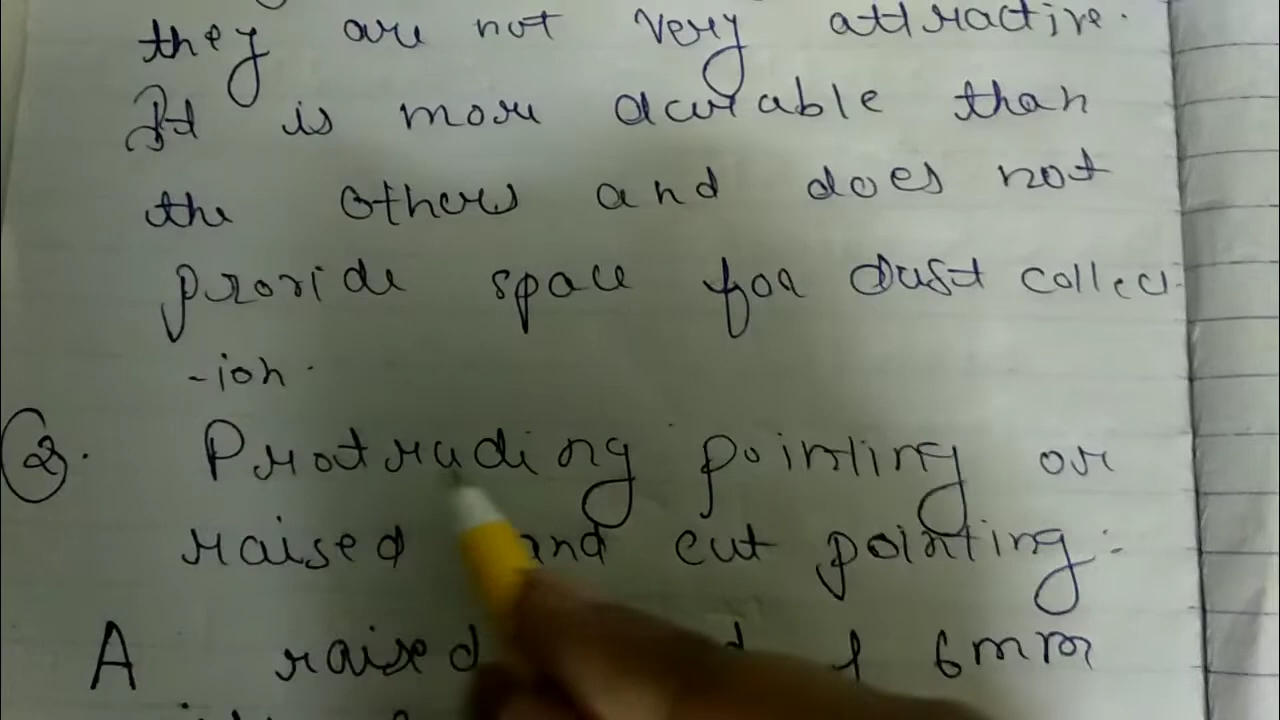 they are not very attractive.
It is more durable than
the others and does not
provide space for dust collect
-ion.
2. Protruding pointing or
raised and cut pointing:
A raised 6mm